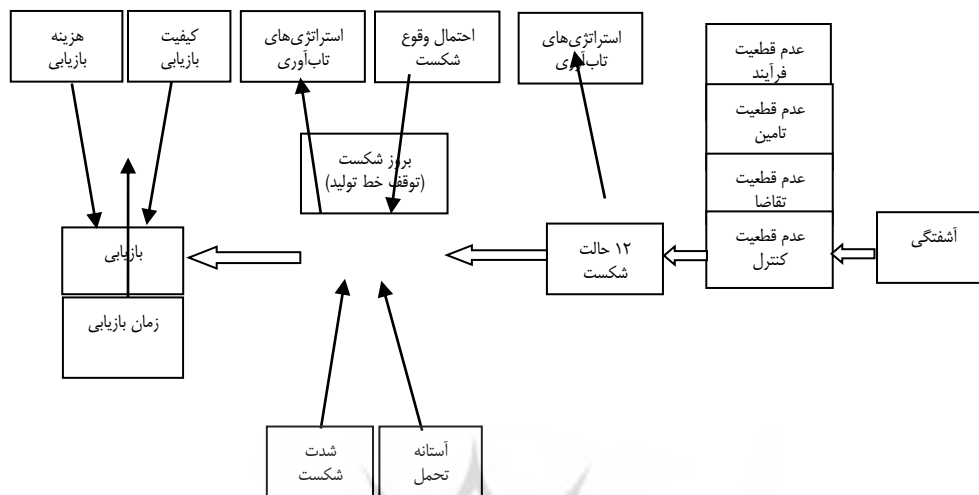 هزینه
بازیابی
کیفیت
بازیابی
استراتژی‌های
تاب‌آوری
احتمال وقوع
شکست
استراتژی‌های
تاب‌آوری
عدم قطعیت
فرآیند
عدم قطعیت
تامین
عدم قطعیت
تقاضا
عدم قطعیت
کنترل
آشفتگی
۱۲ حالت
شکست
بروز شکست
(توقف خط تولید)
بازیابی
زمان بازیابی
شدت
شکست
آستانه
تحمل